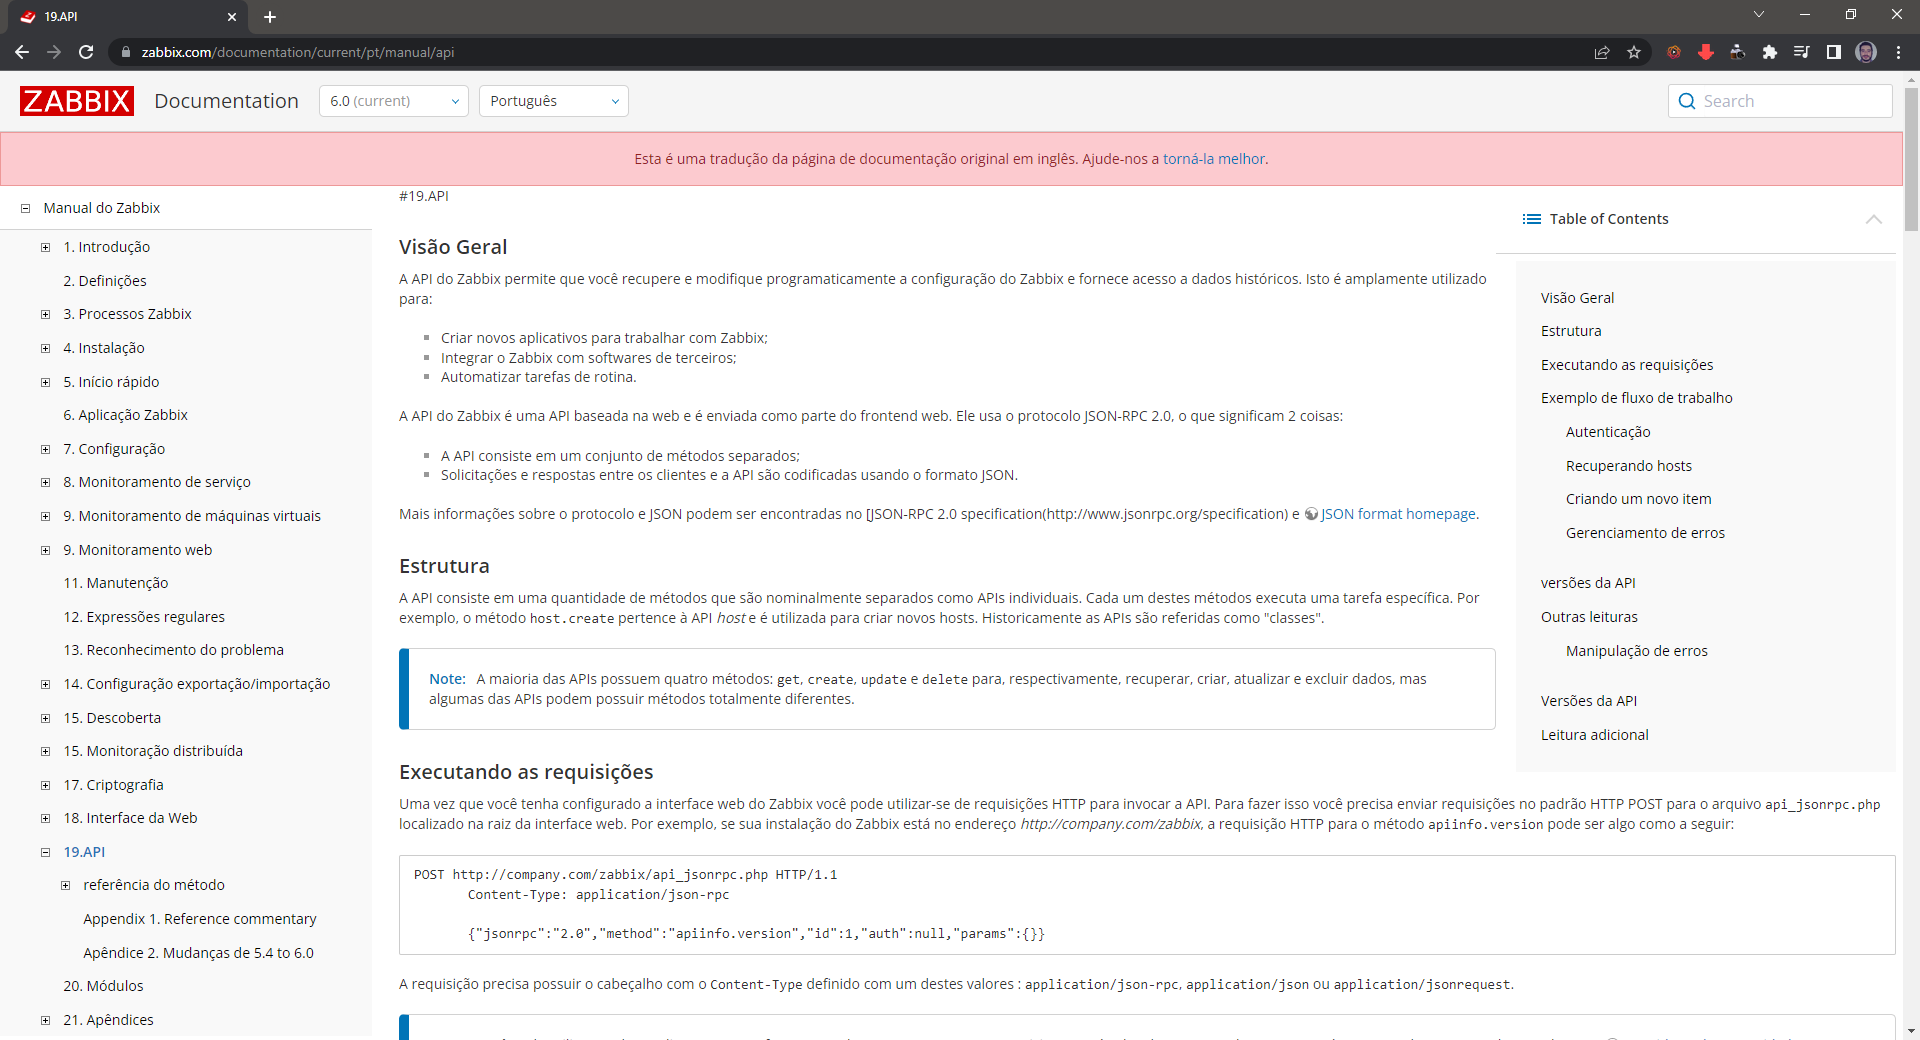 19.API
zabbix.com/documentation/current/pt/manual/api
ZABBIX Documentation 6.0 (current) Português Search
Esta é uma tradução da página de documentação original em inglês. Ajude-nos a torná-la melhor.
Manual do Zabbix
1. Introdução
2. Definições
3. Processos Zabbix
4. Instalação
5. Início rápido
6. Aplicação Zabbix
7. Configuração
8. Monitoramento de serviço
9. Monitoramento de máquinas virtuais
9. Monitoramento web
11. Manutenção
12. Expressões regulares
13. Reconhecimento do problema
14. Configuração exportação/importação
15. Descoberta
15. Monitoração distribuída
17. Criptografia
18. Interface da Web
19.API
referência do método
Appendix 1. Reference commentary
Apêndice 2. Mudanças de 5.4 to 6.0
20. Módulos
21. Apêndices
#19.API
Visão Geral
A API do Zabbix permite que você recupere e modifique programaticamente a configuração do Zabbix e fornece acesso a dados históricos. Isto é amplamente utilizado
para:
Criar novos aplicativos para trabalhar com Zabbix;
Integrar o Zabbix com softwares de terceiros;
Automatizar tarefas de rotina.
A API do Zabbix é uma API baseada na web e é enviada como parte do frontend web. Ele usa o protocolo JSON-RPC 2.0, o que significam 2 coisas:
A API consiste em um conjunto de métodos separados;
Solicitações e respostas entre os clientes e a API são codificadas usando o formato JSON.
Mais informações sobre o protocolo e JSON podem ser encontradas no [JSON-RPC 2.0 specification(http://www.jsonrpc.org/specification) e JSON format homepage.
Estrutura
A API consiste em uma quantidade de métodos que são nominalmente separados como APIs individuais. Cada um destes métodos executa uma tarefa específica. Por
exemplo, o método host.create pertence à API host e é utilizada para criar novos hosts. Historicamente as APIs são referidas como "classes".
Note: A maioria das APIs possuem quatro métodos: get, create, update e delete para, respectivamente, recuperar, criar, atualizar e excluir dados, mas
algumas das APIs podem possuir métodos totalmente diferentes.
Executando as requisições
Uma vez que você tenha configurado a interface web do Zabbix você pode utilizar-se de requisições HTTP para invocar a API. Para fazer isso você precisa enviar requisições no padrão HTTP POST para o arquivo api_jsonrpc.php
localizado na raiz da interface web. Por exemplo, se sua instalação do Zabbix está no endereço http://company.com/zabbix, a requisição HTTP para o método apiinfo.version pode ser algo como a seguir:
POST http://company.com/zabbix/api_jsonrpc.php HTTP/1.1
Content-Type: application/json-rpc
{"jsonrpc":"2.0","method":"apiinfo.version","id":1,"auth":null,"params":{}}
A requisição precisa possuir o cabeçalho com o Content-Type definido com um destes valores : application/json-rpc, application/json ou application/jsonrequest.
Table of Contents
Visão Geral
Estrutura
Executando as requisições
Exemplo de fluxo de trabalho
Autenticação
Recuperando hosts
Criando um novo item
Gerenciamento de erros
versões da API
Outras leituras
Manipulação de erros
Versões da API
Leitura adicional